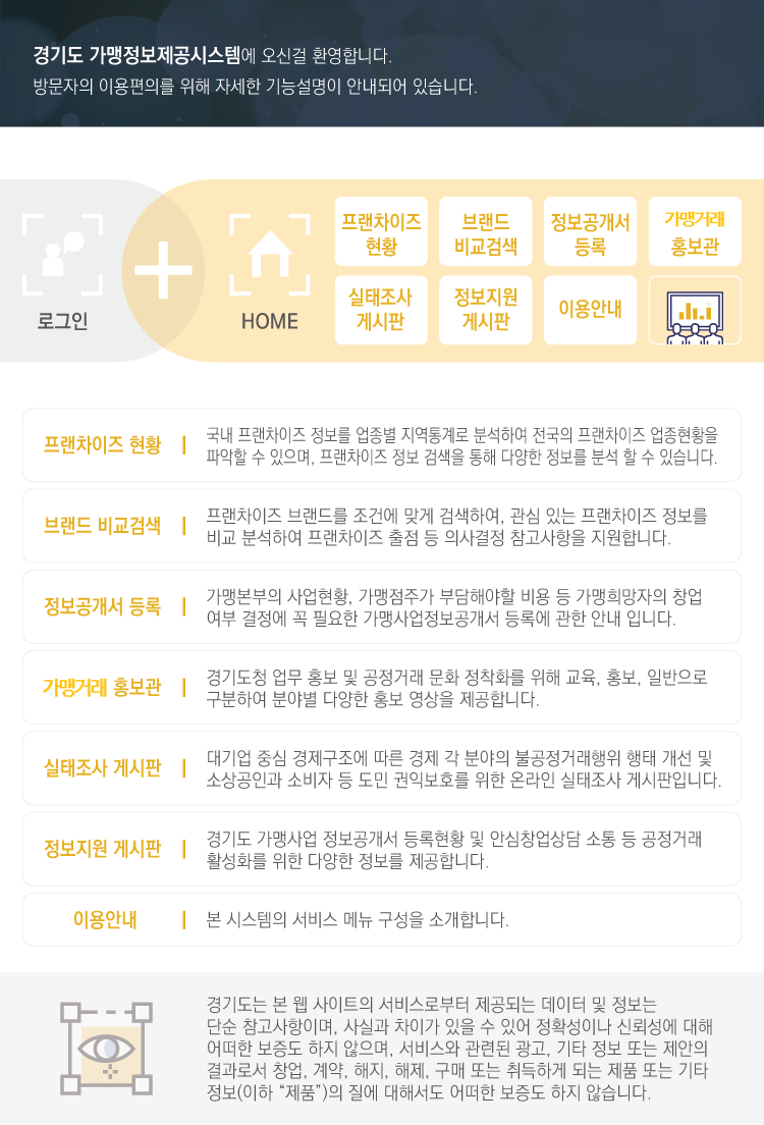 경기도 가맹정보제공시스템에 오신걸 환영합니다.
방문자의 이용편의를 위해 자세한 기능설명이 안내되어 있습니다.
로그인
HOME
프랜차이즈
현황
브랜드
비교검색
정보공개서
등록
가맹거래
홍보관
실태조사
게시판
정보지원
게시판
이용안내
프랜차이즈 현황
국내 프랜차이즈 정보를 업종별 지역통계로 분석하여 전국의 프랜차이즈 업종현황을
파악할 수 있으며, 프랜차이즈 정보 검색을 통해 다양한 정보를 분석 할 수 있습니다.
브랜드 비교검색
프랜차이즈 브랜드를 조건에 맞게 검색하여, 관심 있는 프랜차이즈 정보를
비교 분석하여 프랜차이즈 출점 등 의사결정 참고사항을 지원합니다.
정보공개서 등록
가맹본부의 사업현황, 가맹점주가 부담해야할 비용 등 가맹희망자의 창업
여부 결정에 꼭 필요한 가맹사업정보공개서 등록에 관한 안내 입니다.
가맹거래 홍보관
경기도청 업무 홍보 및 공정거래 문화 정착화를 위해 교육, 홍보, 일반으로
구분하여 분야별 다양한 홍보 영상을 제공합니다.
실태조사 게시판
대기업 중심 경제구조에 따른 경제 각 분야의 불공정거래행위 행태 개선 및
소상공인과 소비자 등 도민 권익보호를 위한 온라인 실태조사 게시판입니다.
정보지원 게시판
경기도 가맹사업 정보공개서 등록현황 및 안심창업상담 소통 등 공정거래
활성화를 위한 다양한 정보를 제공합니다.
이용안내
본 시스템의 서비스 메뉴 구성을 소개합니다.
경기도는 본 웹 사이트의 서비스로부터 제공되는 데이터 및 정보는
단순 참고사항이며, 사실과 차이가 있을 수 있어 정확성이나 신뢰성에 대해
어떠한 보증도 하지 않으며, 서비스와 관련된 광고, 기타 정보 또는 제안의
결과로서 창업, 계약, 해지, 해제, 구매 또는 취득하게 되는 제품 또는 기타
정보(이하 “제품”)의 질에 대해서도 어떠한 보증도 하지 않습니다.